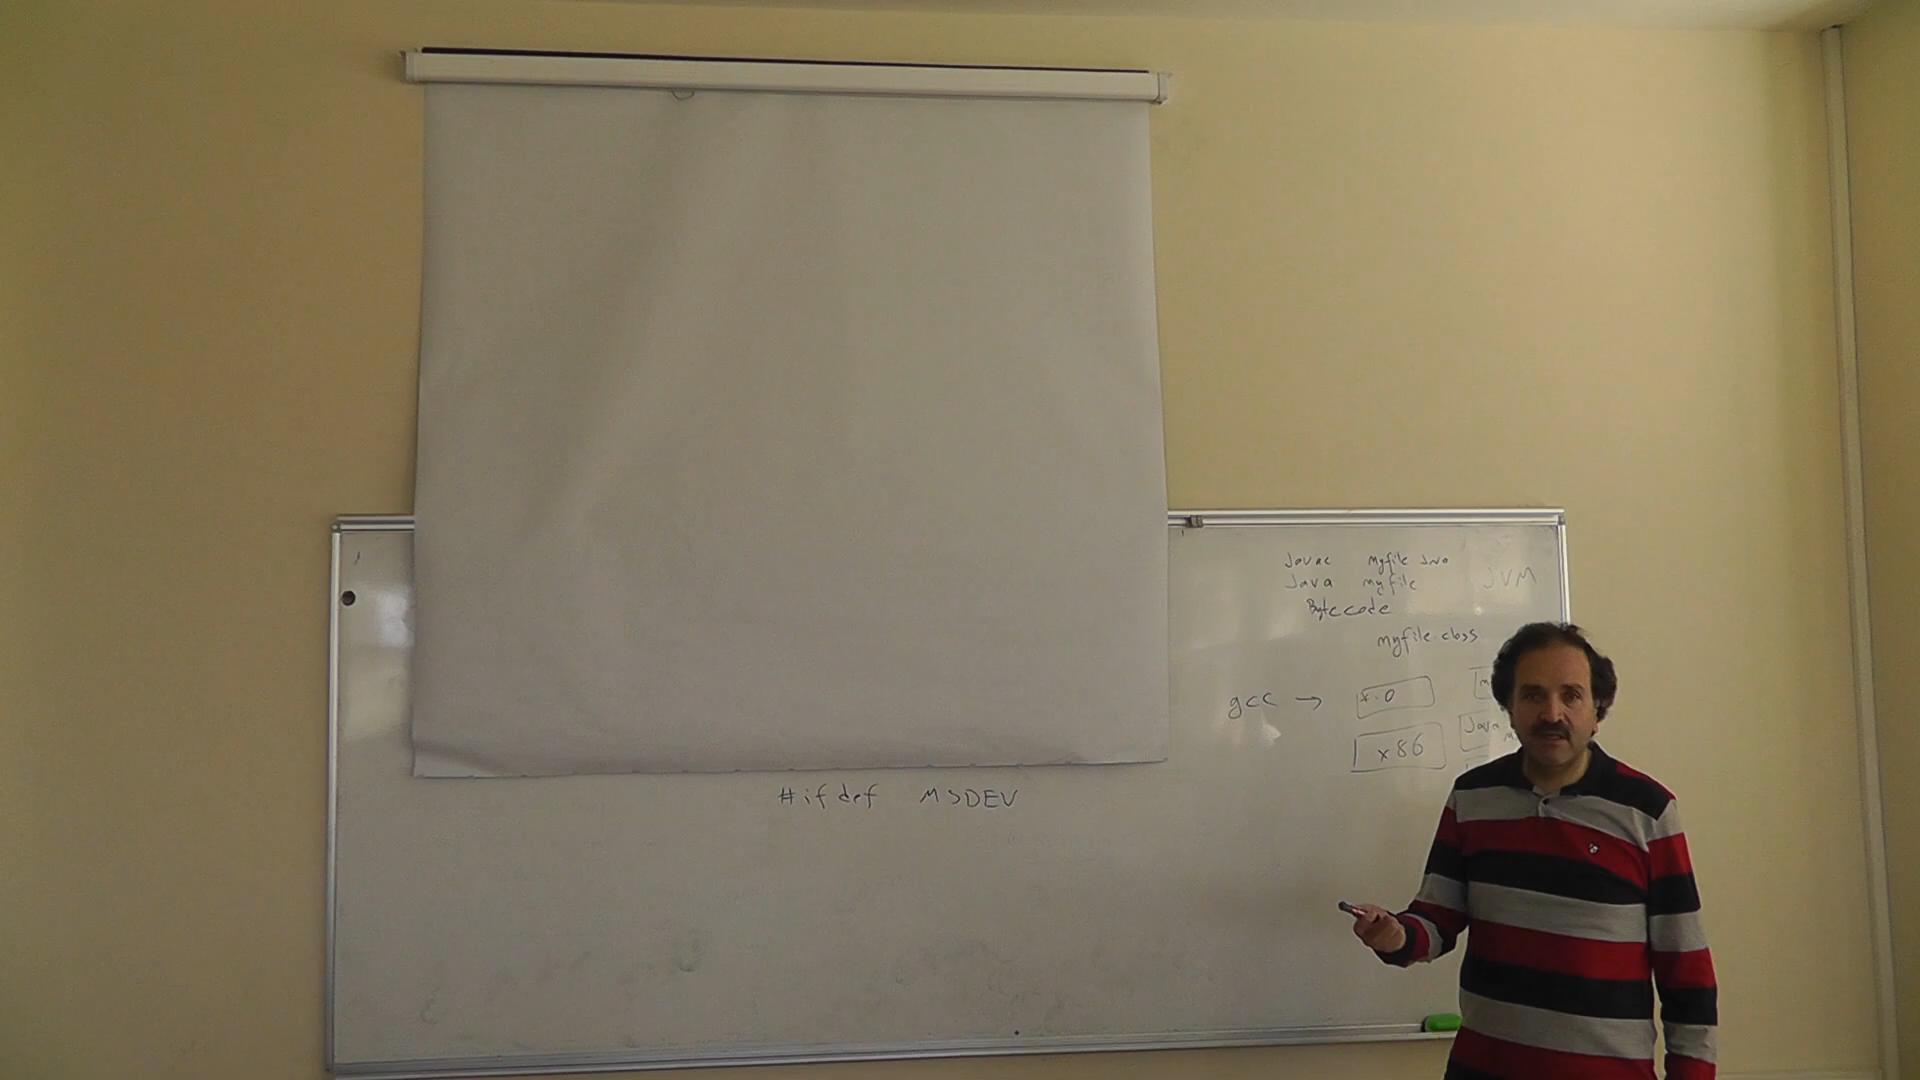 Javac myfile Java
Java myfile JVM
Bytecode
myfile.class
gcc → *.o
x86
Java
#ifdef MSDEV